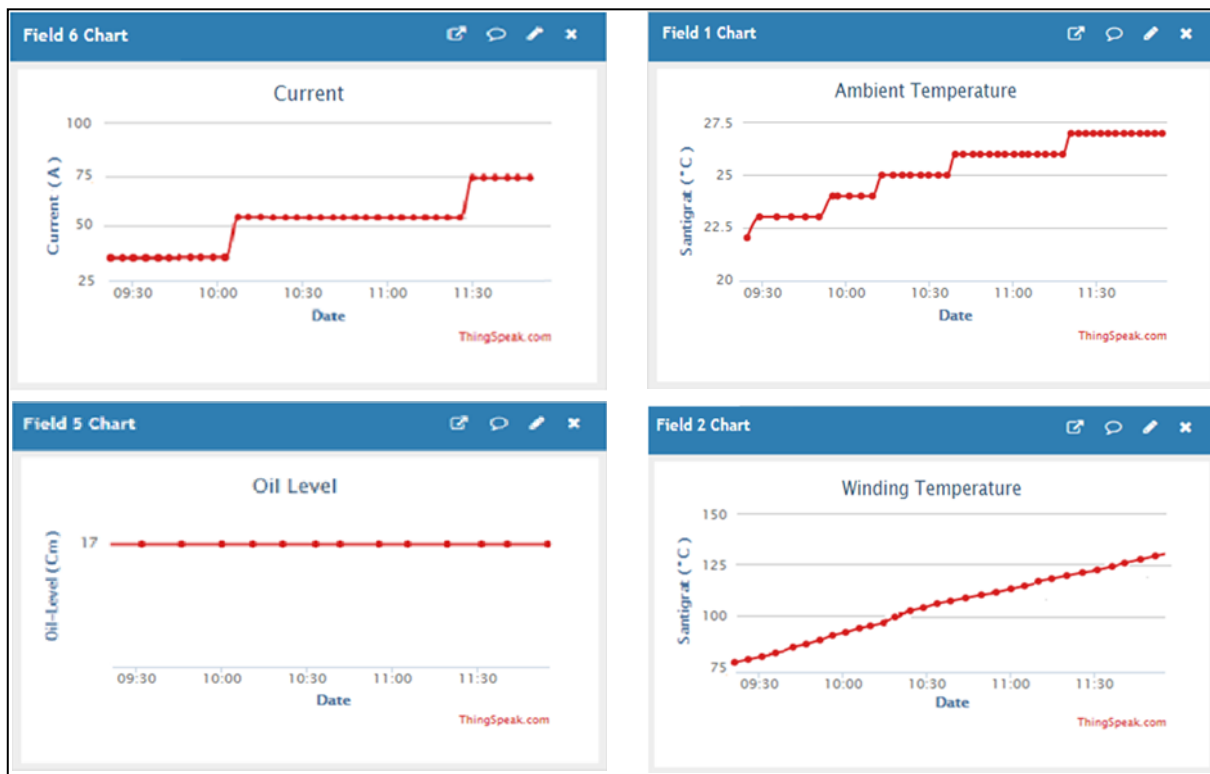 Field 6 Chart
Current
100
75
50
25
Current (A)
09:30 10:00 10:30 11:00 11:30
Date
ThingSpeak.com
Field 1 Chart
Ambient Temperature
27.5
25
22.5
20
Santigrat (°C)
09:30 10:00 10:30 11:00 11:30
Date
ThingSpeak.com
Field 5 Chart
Oil Level
17
Oil-Level (Cm)
09:30 10:00 10:30 11:00 11:30
Date
ThingSpeak.com
Field 2 Chart
Winding Temperature
150
125
100
75
Santigrat (°C)
09:30 10:00 10:30 11:00 11:30
Date
ThingSpeak.com